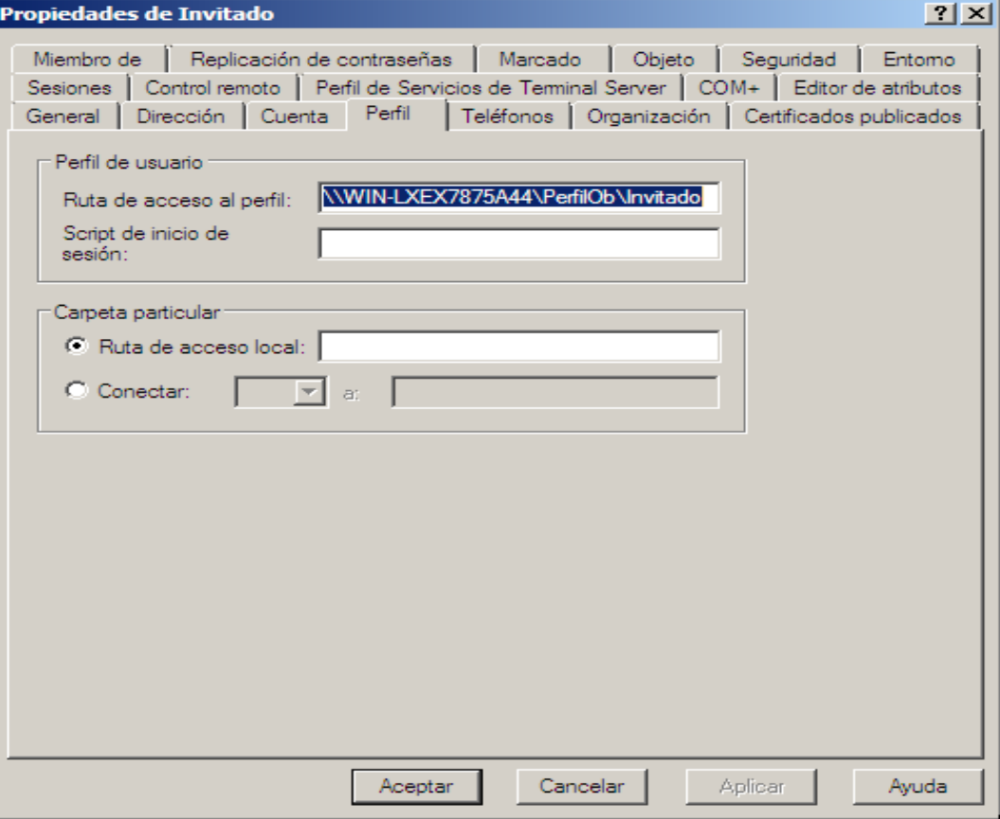 Propiedades de Invitado
Miembro de Replicación de contraseñas Marcado Objeto Seguridad Entorno
Sesiones Control remoto Perfil de Servicios de Terminal Server COM+ Editor de atributos
General Dirección Cuenta Perfil Teléfonos Organización Certificados publicados
Perfil de usuario
Ruta de acceso al perfil: \\WIN-LXEX7875A44\PerfilOb\Invitado
Script de inicio de
sesión:
Carpeta particular
Ruta de acceso local:
Conectar: a:
Aceptar Cancelar Aplicar Ayuda